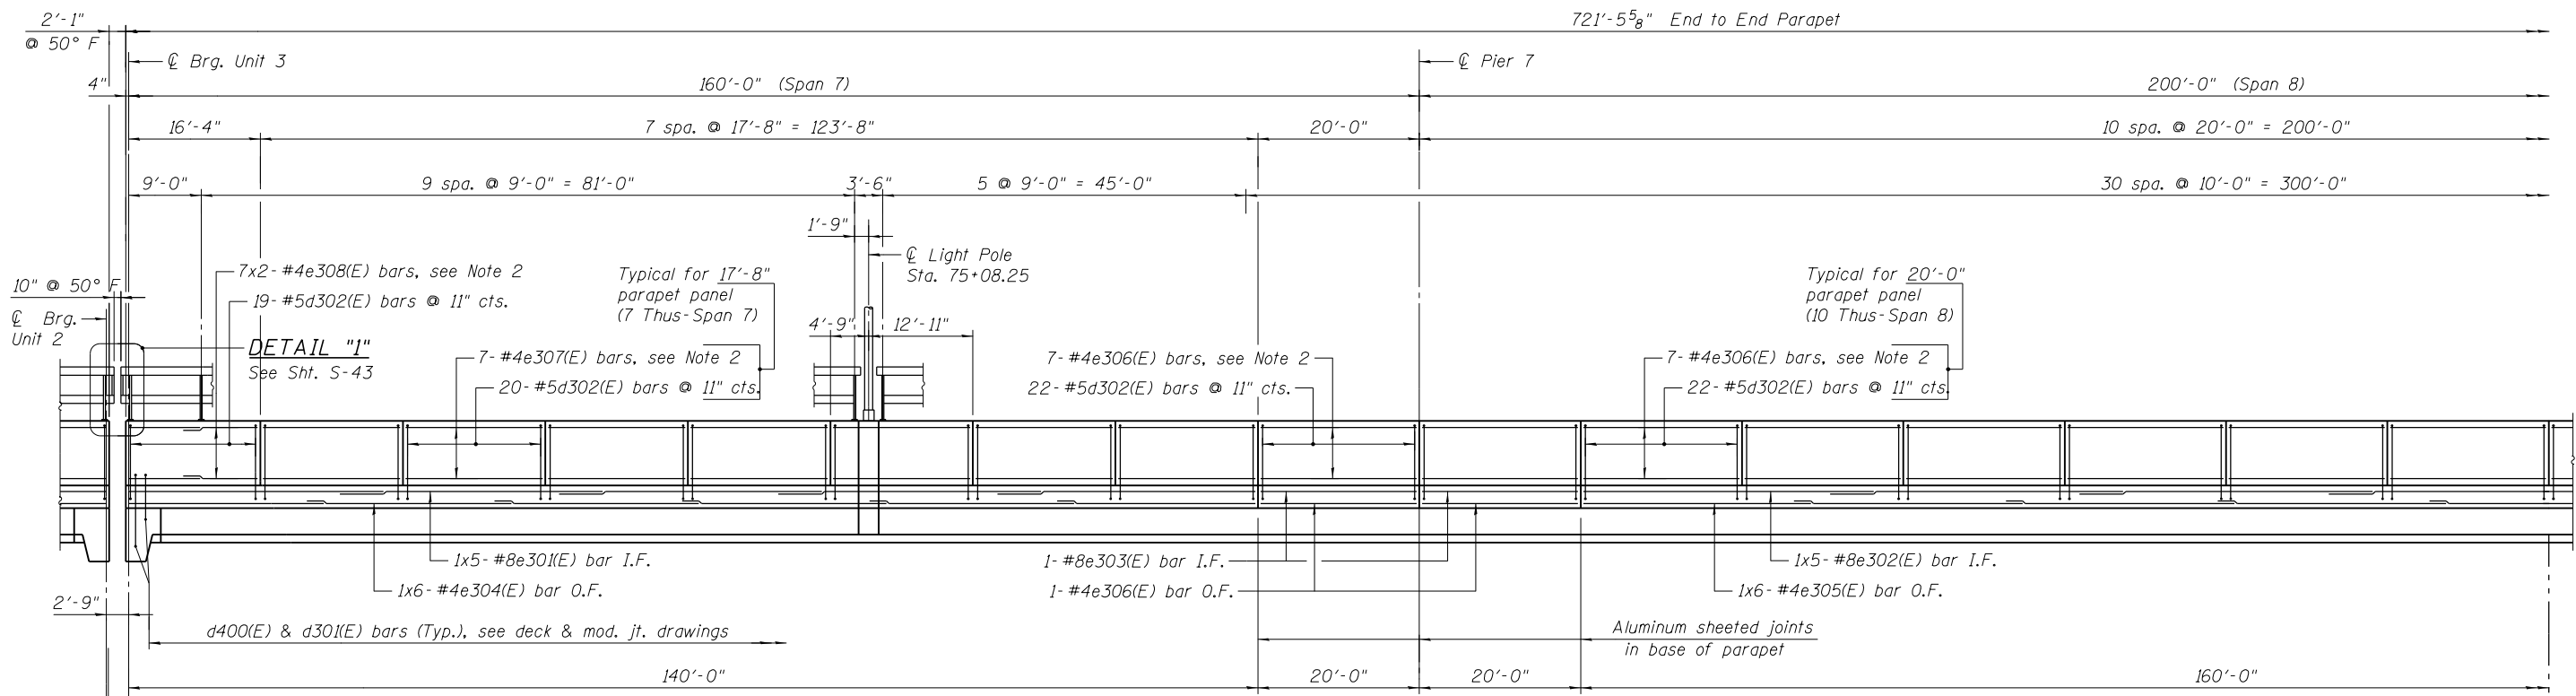 2'-1"
@ 50° F
721'-5 5/8" End to End Parapet
℄ Brg. Unit 3
℄ Pier 7
4"
160'-0" (Span 7)
200'-0" (Span 8)
16'-4"
7 spa. @ 17'-8" = 123'-8"
20'-0"
10 spa. @ 20'-0" = 200'-0"
9'-0"
9 spa. @ 9'-0" = 81'-0"
3'-6"
5 @ 9'-0" = 45'-0"
30 spa. @ 10'-0" = 300'-0"
1'-9"
℄ Light Pole
Sta. 75+08.25
10" @ 50° F
℄ Brg.
Unit 2
7x2- #4e308(E) bars, see Note 2
19- #5d302(E) bars @ 11" cts.
Typical for 17'-8"
parapet panel
(7 Thus-Span 7)
Typical for 20'-0"
parapet panel
(10 Thus-Span 8)
4'-9"
12'-11"
DETAIL "1"
See Sht. S-43
7- #4e307(E) bars, see Note 2
20- #5d302(E) bars @ 11" cts.
7- #4e306(E) bars, see Note 2
22- #5d302(E) bars @ 11" cts.
7- #4e306(E) bars, see Note 2
22- #5d302(E) bars @ 11" cts.
1x5- #8e301(E) bar I.F.
1x6- #4e304(E) bar O.F.
1- #8e303(E) bar I.F.
1- #4e306(E) bar O.F.
1x5- #8e302(E) bar I.F.
1x6- #4e305(E) bar O.F.
2'-9"
d400(E) & d301(E) bars (Typ.), see deck & mod. jt. drawings
Aluminum sheeted joints
in base of parapet
140'-0"
20'-0"
20'-0"
160'-0"